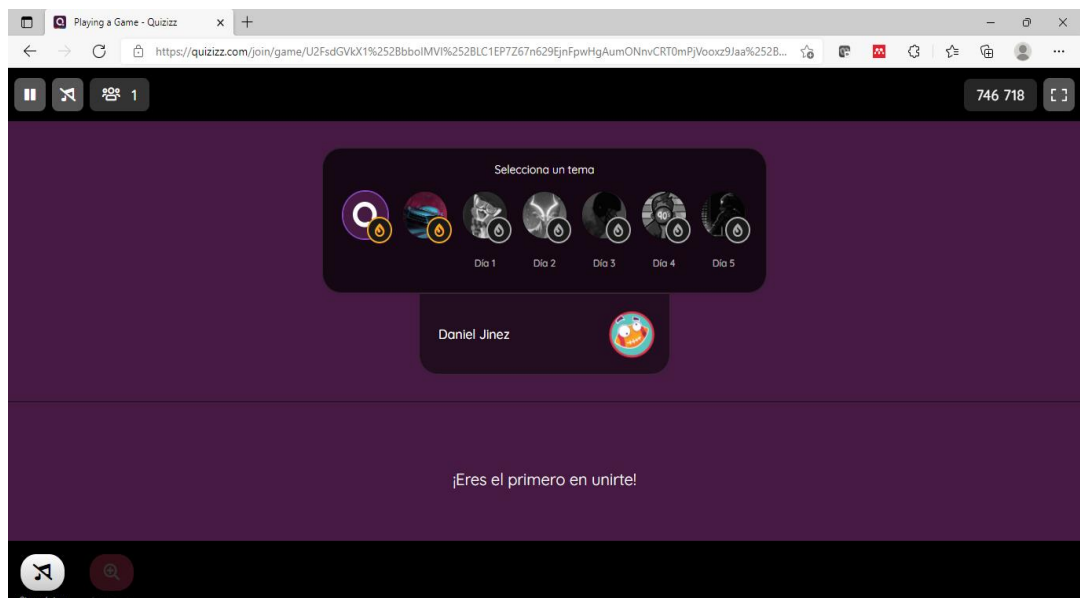 Playing a Game - Quizizz
https://quizizz.com/join/game/U2FsdGVkX1%252BbboIMVI%252BLC1EP7Z67n629EjnFpwHgAumONnvCRT0mPjVooxz9Jaa%252B...
1
746 718
Selecciona un tema
Día 1 Día 2 Día 3 Día 4 Día 5
Daniel Jinez
¡Eres el primero en unirte!